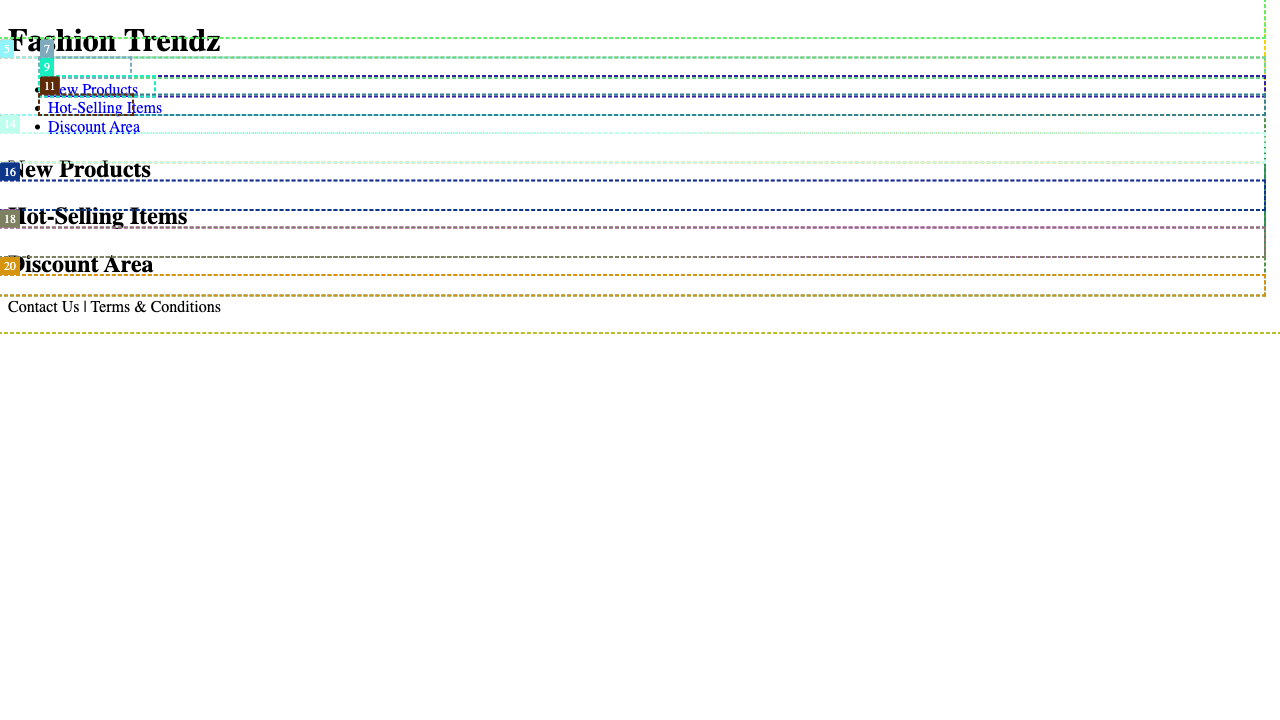 Fashion Trendz
5
7
9
11
New Products
Hot-Selling Items
Discount Area
14
New Products
16
Hot-Selling Items
18
Discount Area
20
Contact Us | Terms & Conditions